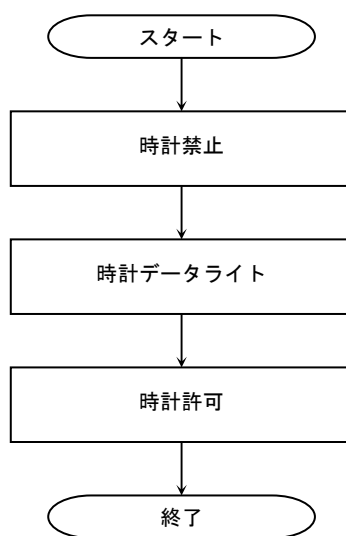 スタート
時計禁止
時計データライト
時計許可
終了